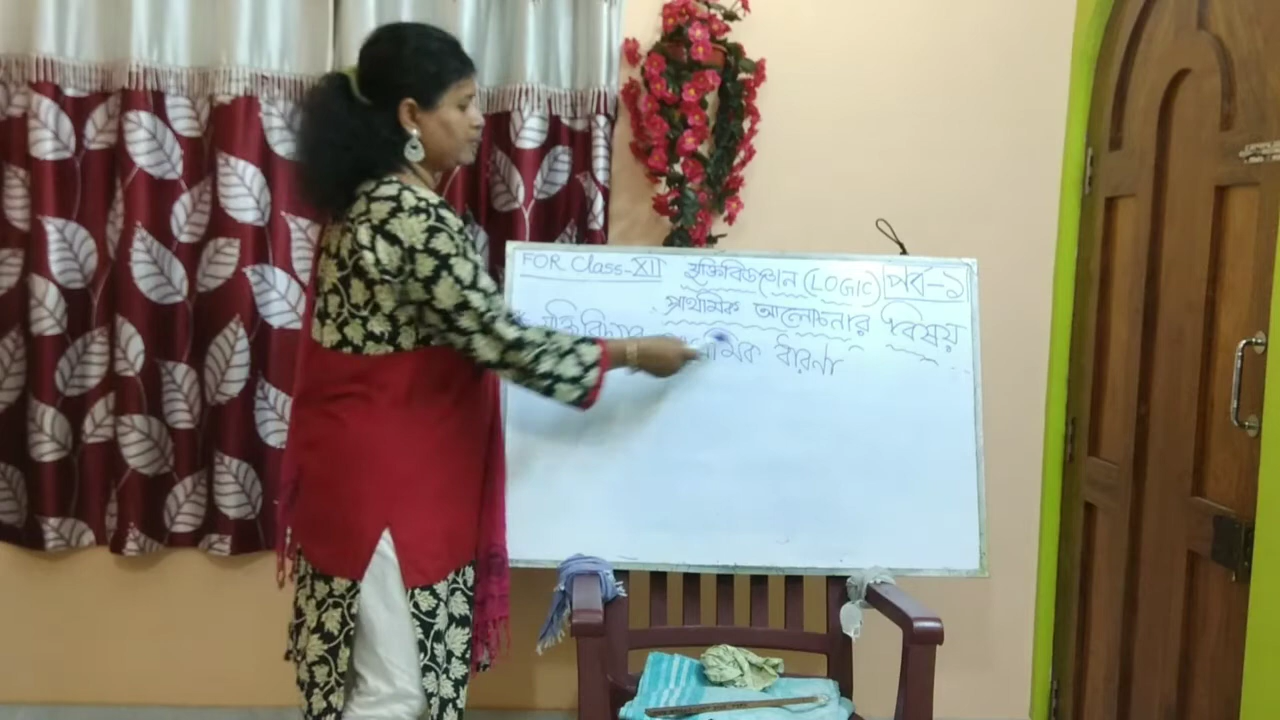 FOR Class-XII যুক্তিবিজ্ঞান (LOGIC) পর্ব-১
প্রাথমিক আলোচনার বিষয়
ধারণা